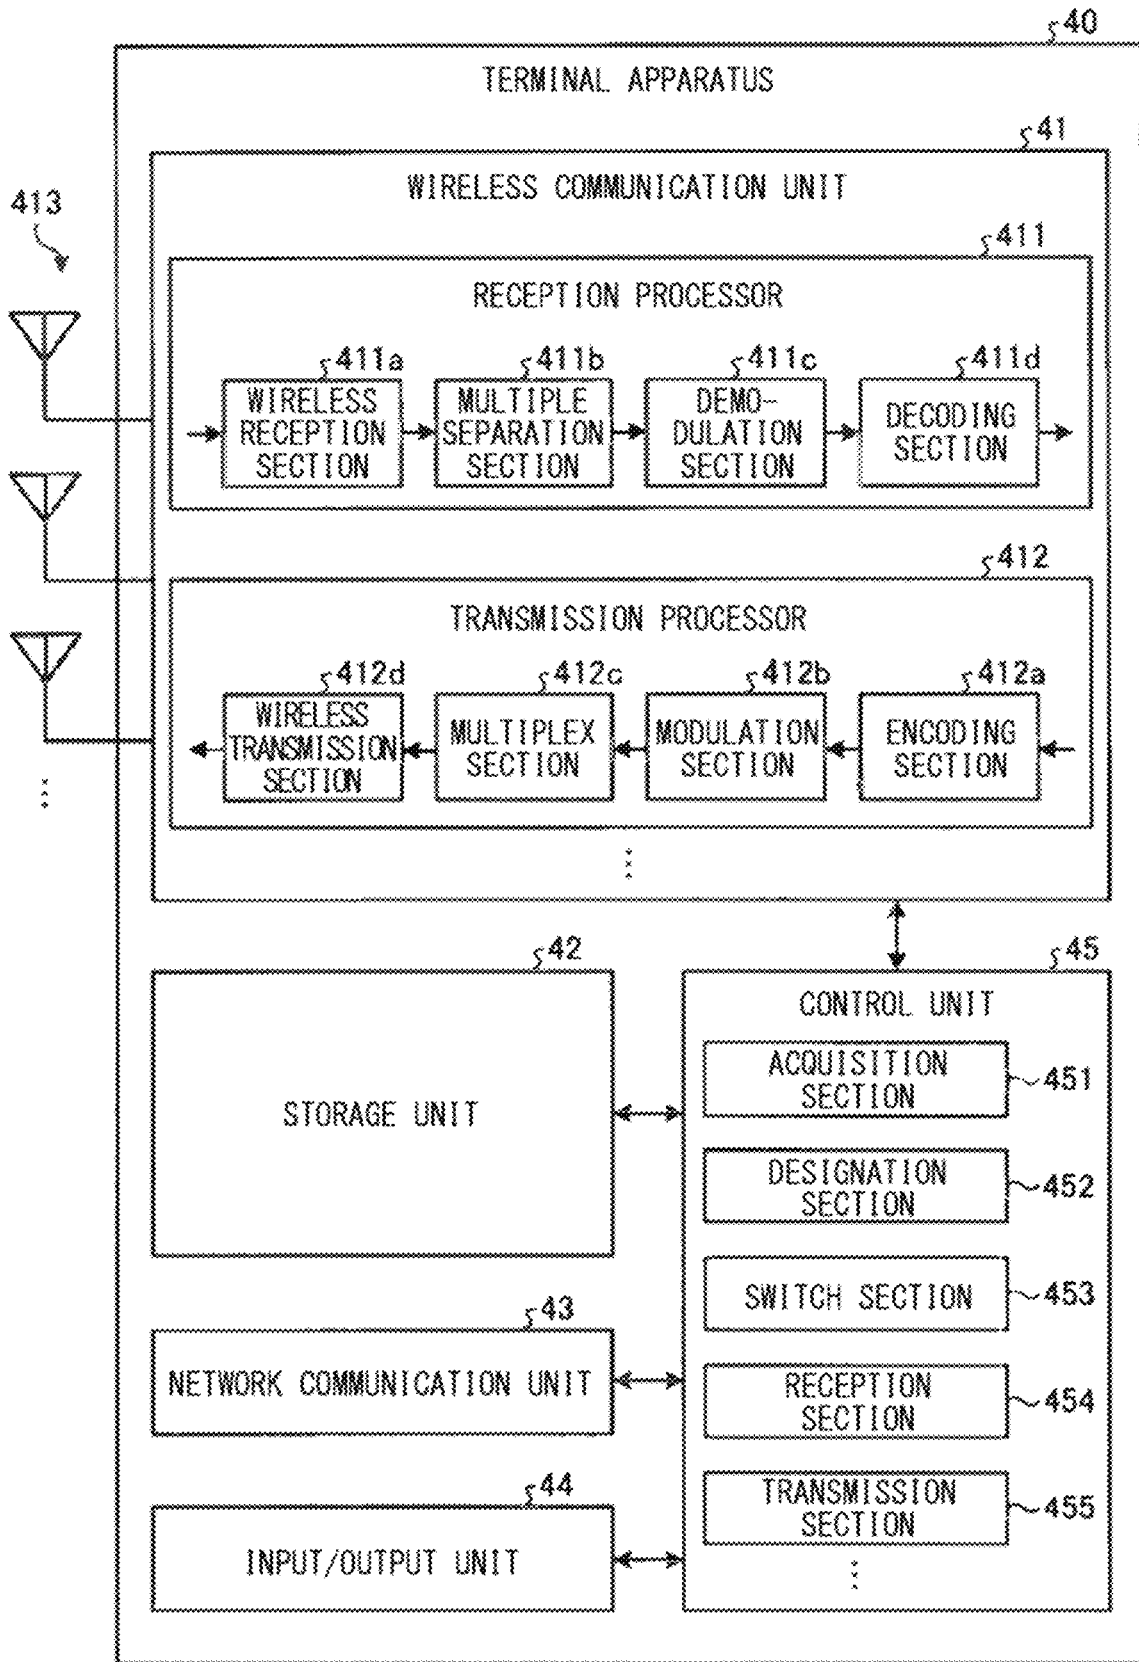 40
TERMINAL APPARATUS
41
WIRELESS COMMUNICATION UNIT
413
411
RECEPTION PROCESSOR
411a
411b
411c
411d
WIRELESS
RECEPTION
SECTION
MULTIPLE
SEPARATION
SECTION
DEMO-
DULATION
SECTION
DECODING
SECTION
412
TRANSMISSION PROCESSOR
412d
412c
412b
412a
WIRELESS
TRANSMISSION
SECTION
MULTIPLEX
SECTION
MODULATION
SECTION
ENCODING
SECTION
42
STORAGE UNIT
45
CONTROL UNIT
ACQUISITION
SECTION
451
DESIGNATION
SECTION
452
SWITCH SECTION
453
RECEPTION
SECTION
454
TRANSMISSION
SECTION
455
43
NETWORK COMMUNICATION UNIT
44
INPUT/OUTPUT UNIT